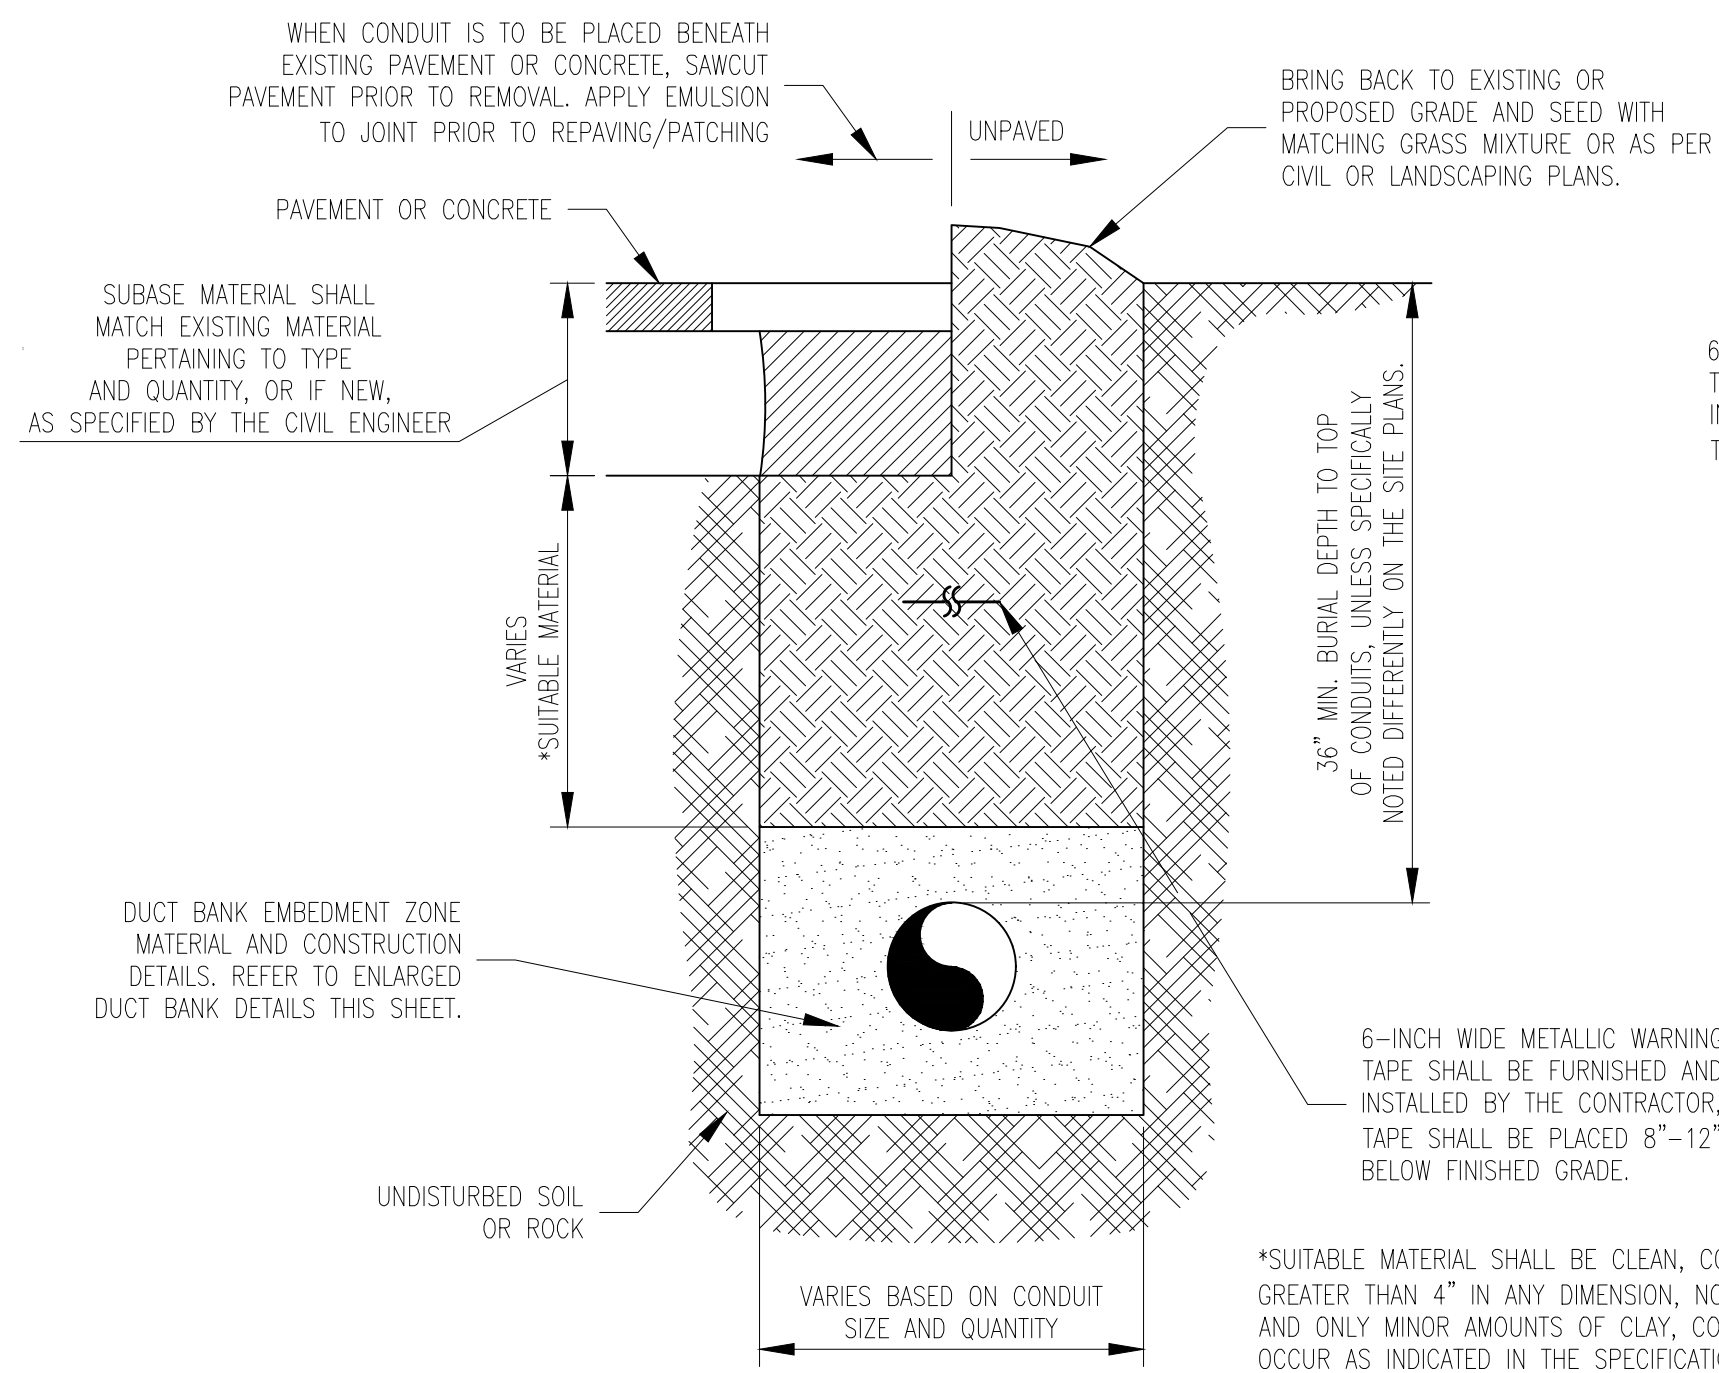 WHEN CONDUIT IS TO BE PLACED BENEATH
EXISTING PAVEMENT OR CONCRETE, SAWCUT
PAVEMENT PRIOR TO REMOVAL. APPLY EMULSION
TO JOINT PRIOR TO REPAVING/PATCHING
UNPAVED
BRING BACK TO EXISTING OR
PROPOSED GRADE AND SEED WITH
MATCHING GRASS MIXTURE OR AS PER
CIVIL OR LANDSCAPING PLANS.
PAVEMENT OR CONCRETE
SUBASE MATERIAL SHALL
MATCH EXISTING MATERIAL
PERTAINING TO TYPE
AND QUANTITY, OR IF NEW,
AS SPECIFIED BY THE CIVIL ENGINEER
6
T
IN
T
36" MIN. BURIAL DEPTH TO TOP
OF CONDUITS, UNLESS SPECIFICALLY
NOTED DIFFERENTLY ON THE SITE PLANS.
VARIES
*SUITABLE MATERIAL
DUCT BANK EMBEDMENT ZONE
MATERIAL AND CONSTRUCTION
DETAILS. REFER TO ENLARGED
DUCT BANK DETAILS THIS SHEET.
6-INCH WIDE METALLIC WARNING
TAPE SHALL BE FURNISHED AND
INSTALLED BY THE CONTRACTOR,
TAPE SHALL BE PLACED 8"-12"
BELOW FINISHED GRADE.
UNDISTURBED SOIL
OR ROCK
VARIES BASED ON CONDUIT
SIZE AND QUANTITY
*SUITABLE MATERIAL SHALL BE CLEAN, CO
GREATER THAN 4" IN ANY DIMENSION, NO
AND ONLY MINOR AMOUNTS OF CLAY, CO
OCCUR AS INDICATED IN THE SPECIFICATI